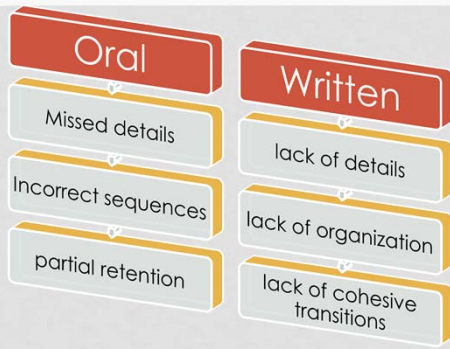 Oral
Missed details
Incorrect sequences
partial retention
Written
lack of details
lack of organization
lack of cohesive
transitions